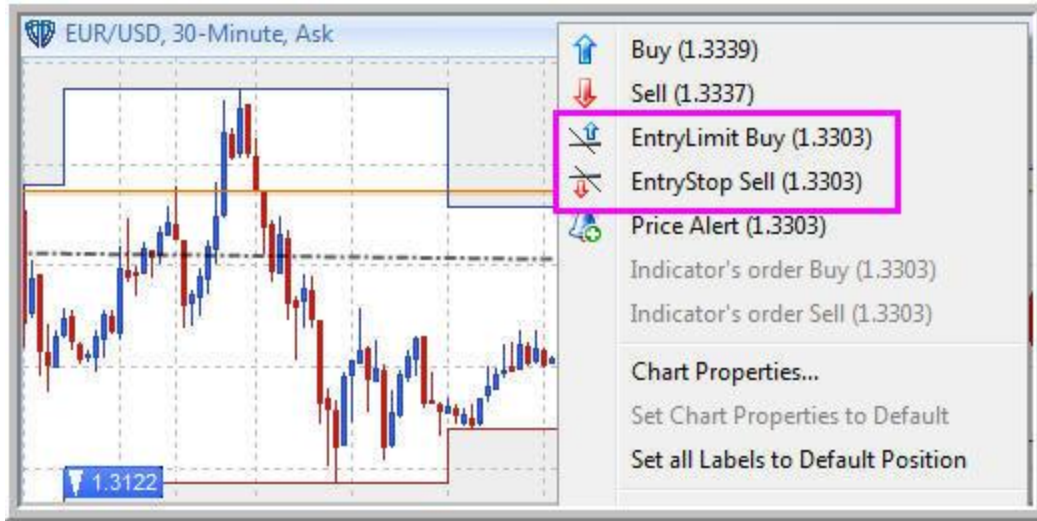 EUR/USD, 30-Minute, Ask
Buy (1.3339)
Sell (1.3337)
EntryLimit Buy (1.3303)
EntryStop Sell (1.3303)
Price Alert (1.3303)
Indicator's order Buy (1.3303)
Indicator's order Sell (1.3303)
Chart Properties...
Set Chart Properties to Default
Set all Labels to Default Position
1.3122